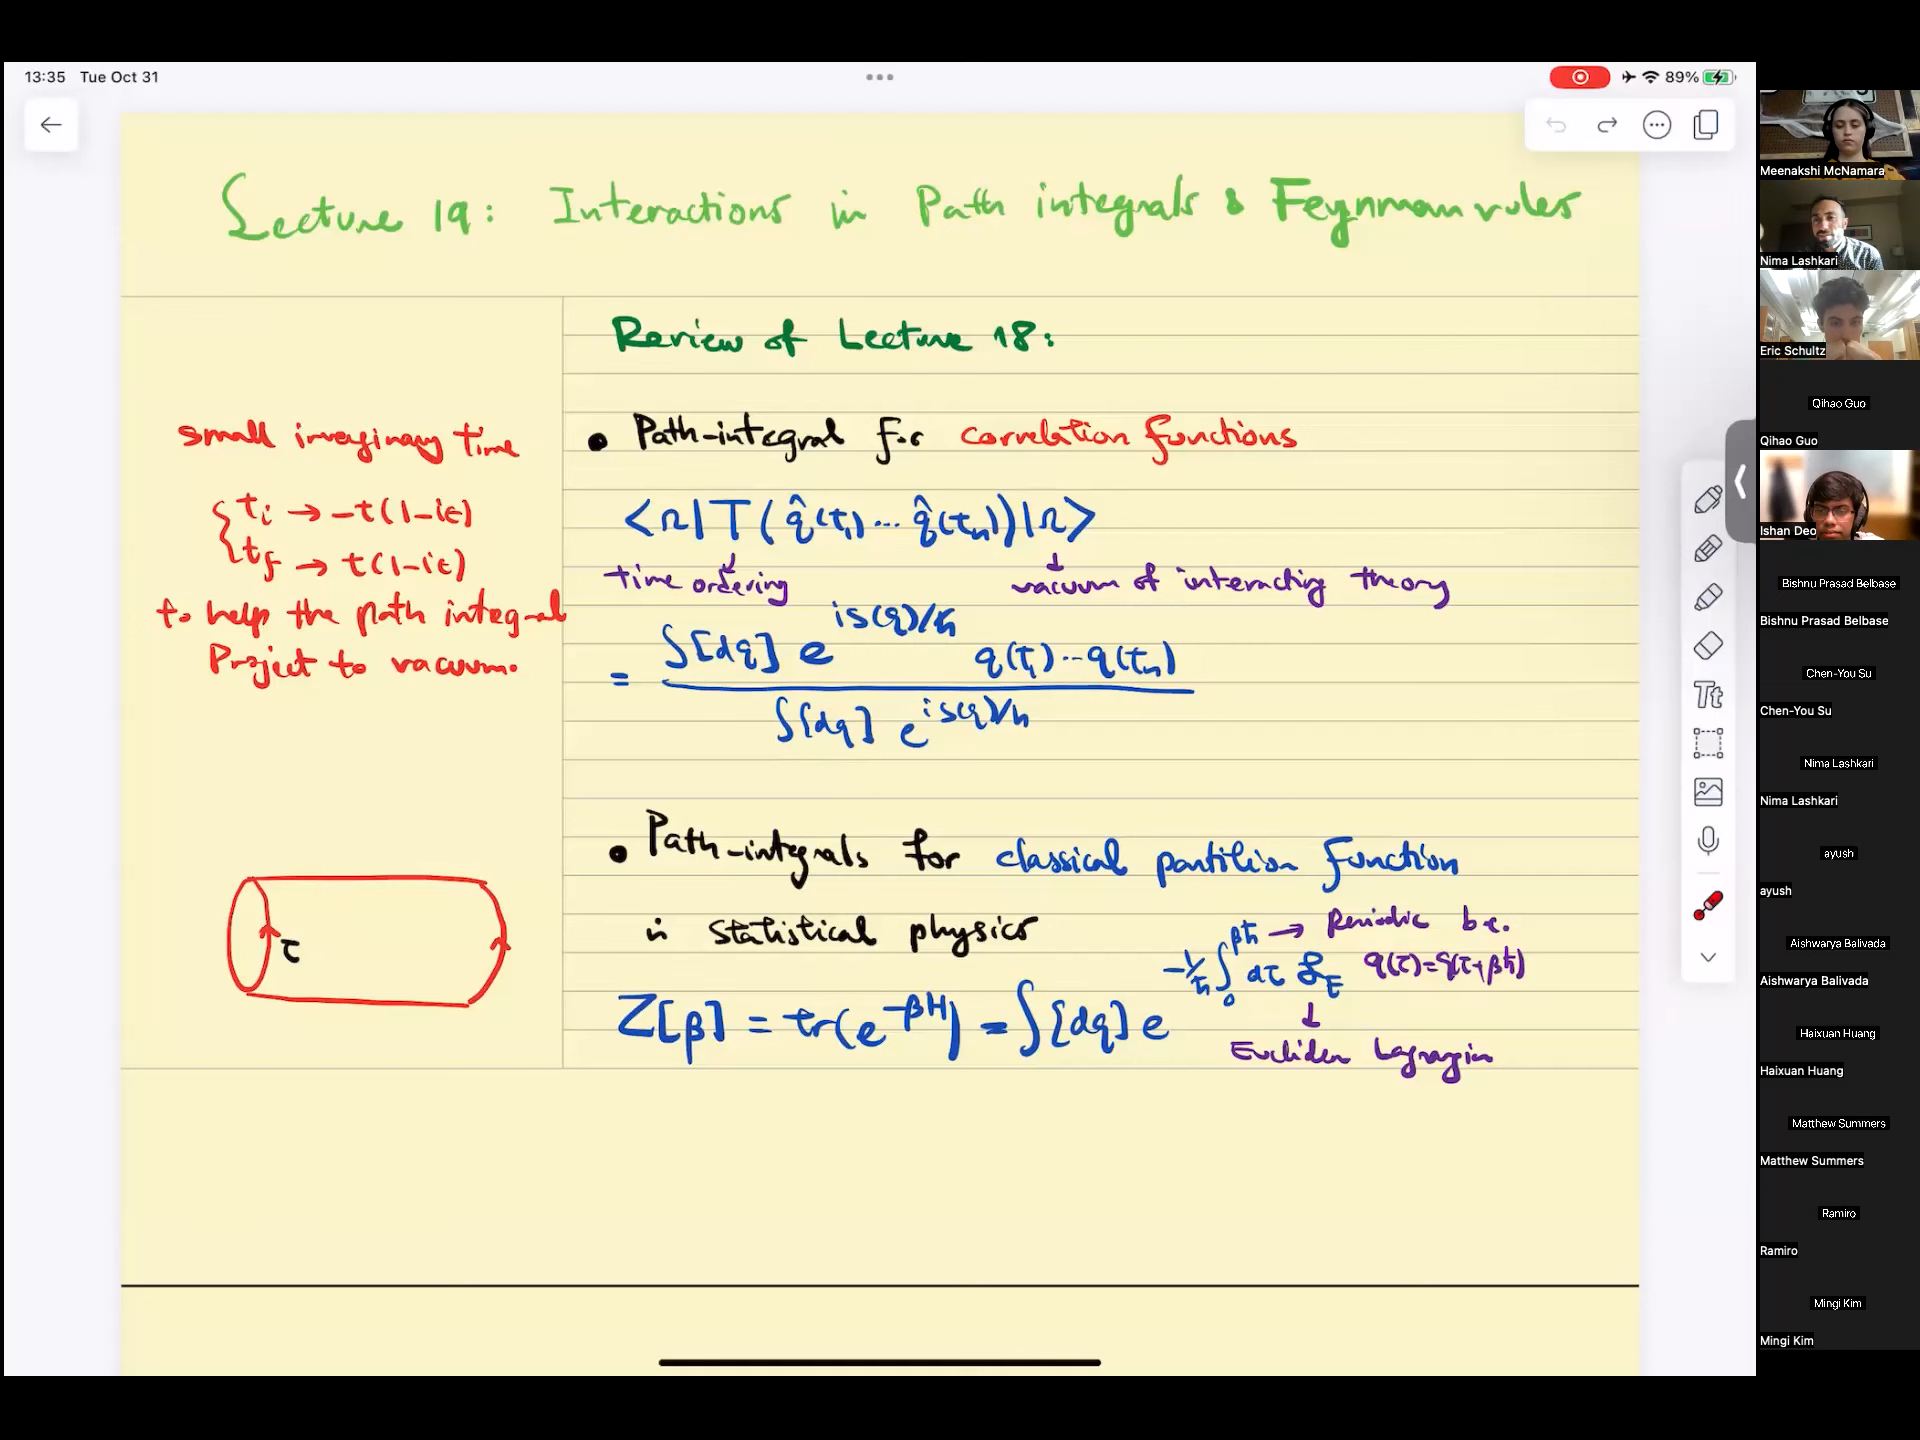 13:35 Tue Oct 31
89%
Lecture 19: Interactions in Path integrals & Feynman rules
Review of Lecture 18:
small imaginary time
{ ti → -t(1-iϵ)
{ tf → t(1-iϵ)
to help the path integral
Project to vacuum.
• Path-integral for correlation functions
<Ω|T(q̂(t₁)...q̂(tₙ))|Ω>
time ordering
vacuum of interacting theory
= ∫[dq] e^{iS(q)/ħ} q(t₁)...q(tₙ)
∫[dq] e^{iS(q)/ħ}
• Path-integrals for classical partition function
in statistical physics
τ
Z[β] = tr(e^{-βH}) = ∫[dq] e^{-1/ħ ∫₀^{βħ} dτ ℒ_E}
→ Periodic b.c.
q(τ)=q(τ+βħ)
↓
Euclidean Lagrangian
Tt
Meenakshi McNamara
Nima Lashkari
Eric Schultz
Qihao Guo
Qihao Guo
Ishan Deo
Bishnu Prasad Belbase
Bishnu Prasad Belbase
Chen-You Su
Chen-You Su
Nima Lashkari
Nima Lashkari
ayush
ayush
Aishwarya Balivada
Aishwarya Balivada
Haixuan Huang
Haixuan Huang
Matthew Summers
Matthew Summers
Ramiro
Ramiro
Mingi Kim
Mingi Kim